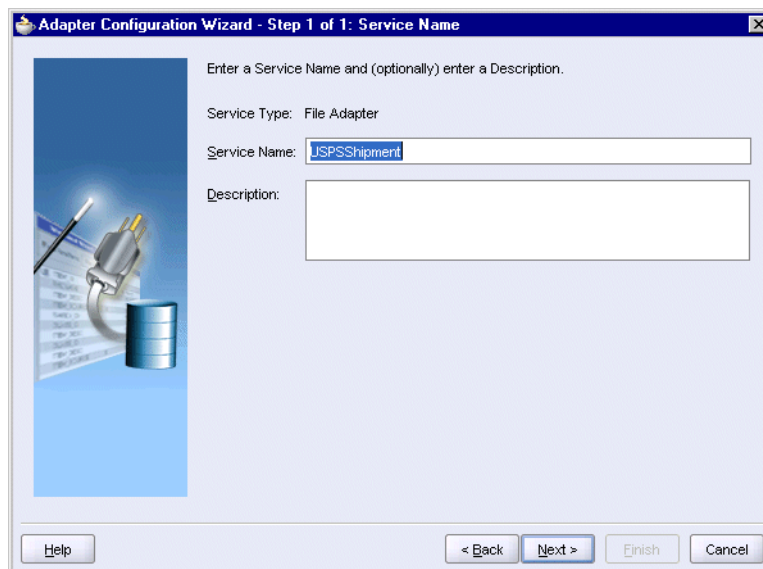 Adapter Configuration Wizard - Step 1 of 1: Service Name
Enter a Service Name and (optionally) enter a Description.
Service Type: File Adapter
Service Name: USPSShipment
Description:
Help
< Back
Next >
Finish
Cancel